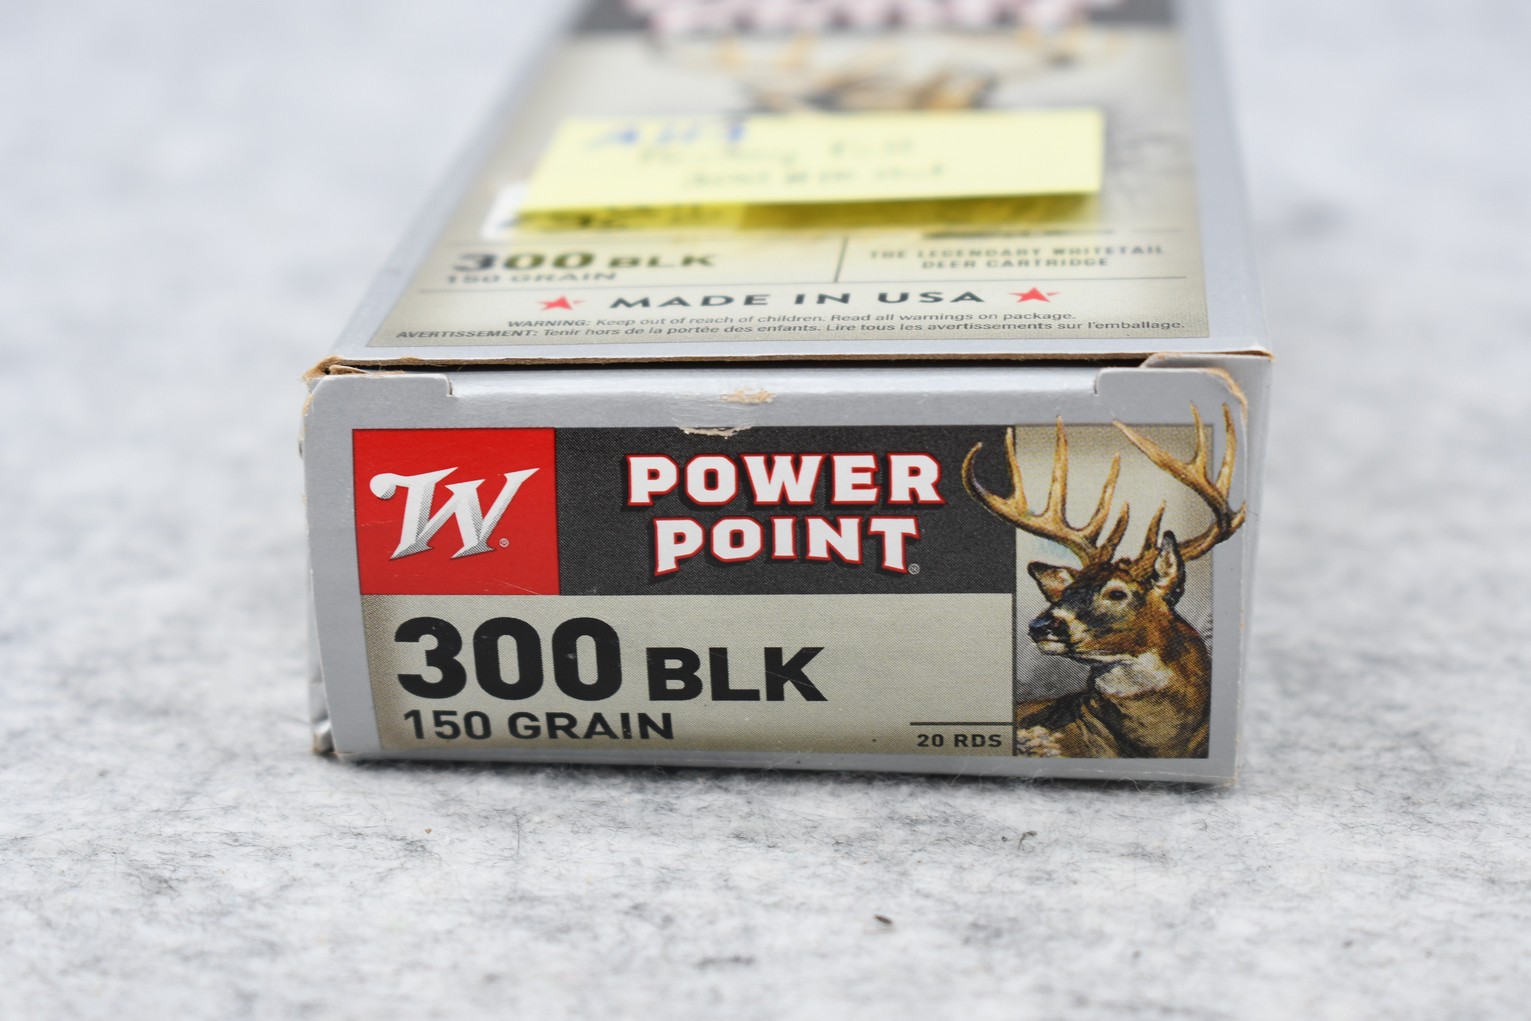 300 BLK
150 GRAIN
THE LEGENDARY WHITETAIL
DEER CARTRIDGE
MADE IN USA
WARNING: Keep out of reach of children. Read all warnings on package.
AVERTISSEMENT: Tenir hors de la portée des enfants. Lire tous les avertissements sur l'emballage.
W®
POWER
POINT®
300 BLK
150 GRAIN
20 RDS